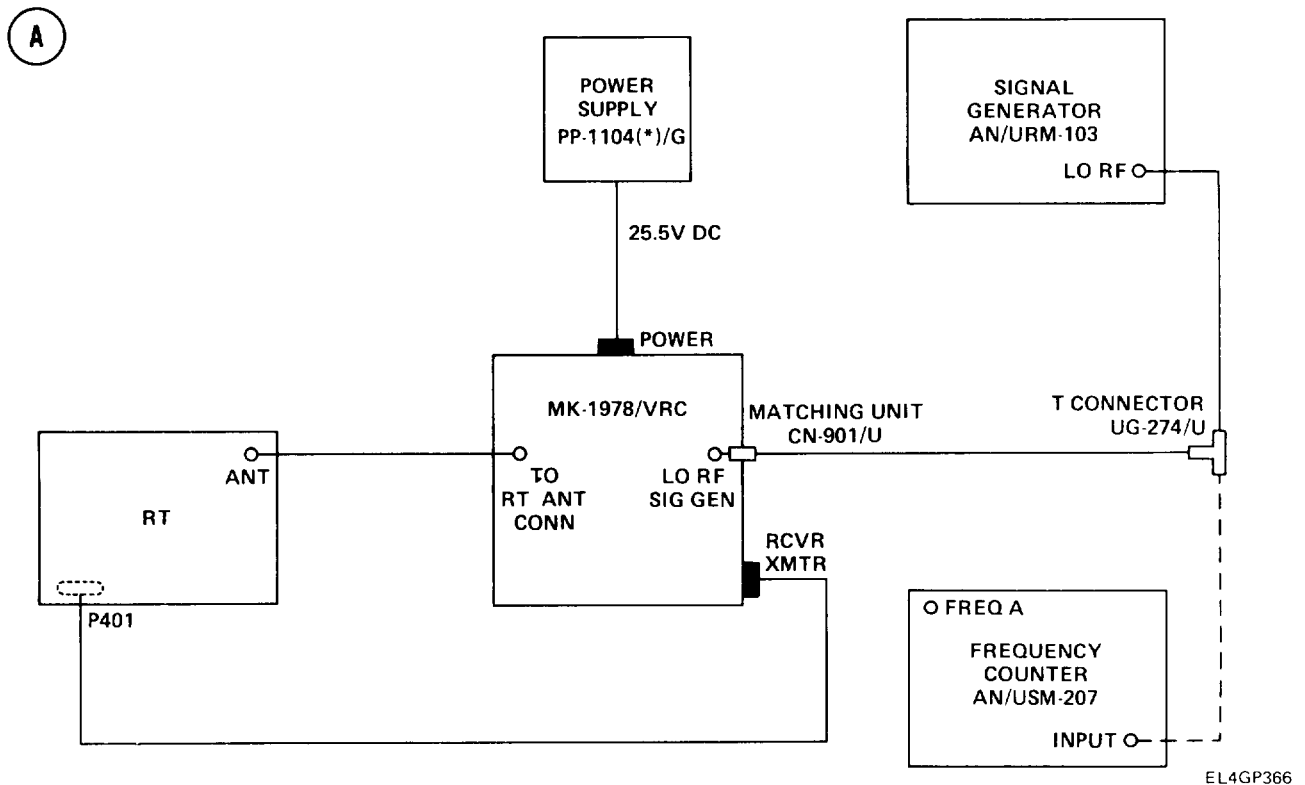 A
POWER
SUPPLY
PP-1104(*)/G
SIGNAL
GENERATOR
AN/URM-103
LO RF
25.5V DC
POWER
MK-1978/VRC
MATCHING UNIT
CN-901/U
T CONNECTOR
UG-274/U
ANT
RT
TO
RT ANT
CONN
LO RF
SIG GEN
RCVR
XMTR
P401
FREQ A
FREQUENCY
COUNTER
AN/USM-207
INPUT
EL4GP366